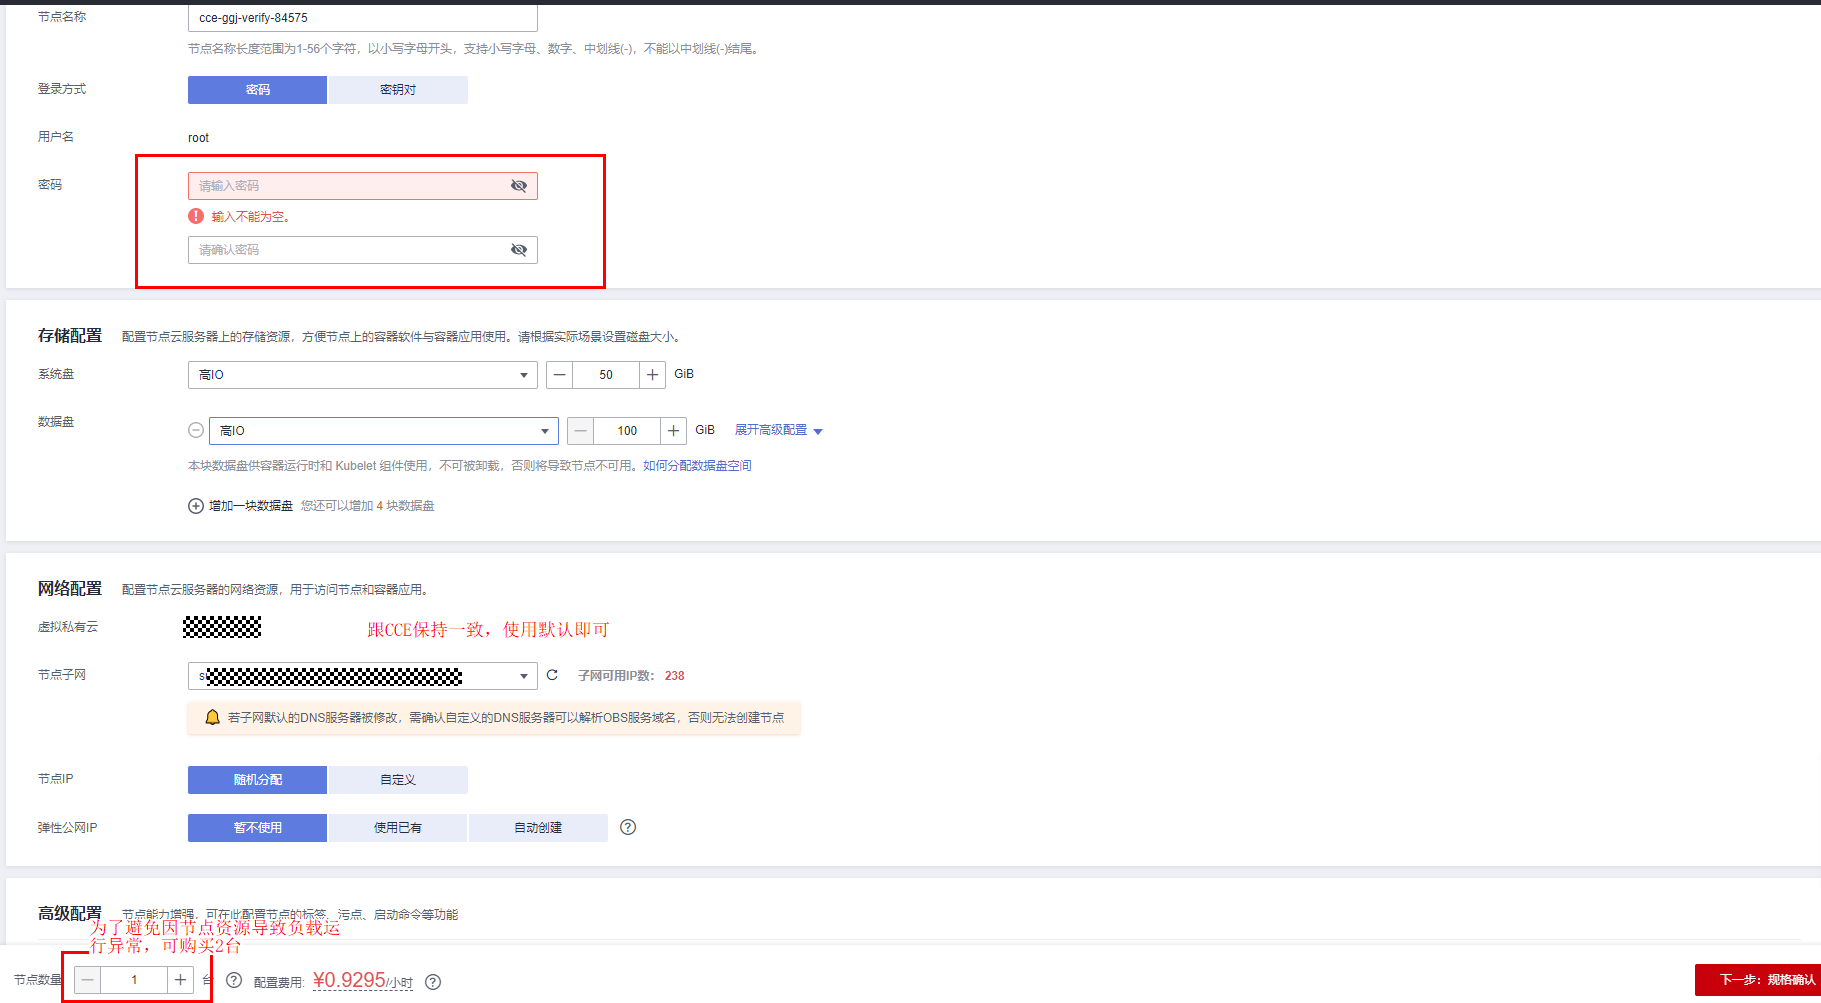 节点名称 cce-ggj-verify-84575
节点名称长度范围为1-56个字符，以小写字母开头，支持小写字母、数字、中划线(-)，不能以中划线(-)结尾。
登录方式 密码 密钥对
用户名 root
密码 请输入密码
输入不能为空。
请确认密码
存储配置 配置节点云服务器上的存储资源，方便节点上的容器软件与容器应用使用。请根据实际场景设置磁盘大小。
系统盘 高IO 50 GiB
数据盘 高IO 100 GiB 展开高级配置
本块数据盘供容器运行时和 Kubelet 组件使用，不可被卸载，否则将导致节点不可用。如何分配数据盘空间
增加一块数据盘 您还可以增加 4 块数据盘
网络配置 配置节点云服务器的网络资源，用于访问节点和容器应用。
虚拟私有云 跟CCE保持一致，使用默认即可
节点子网 子网可用IP数： 238
若子网默认的DNS服务器被修改，需确认自定义的DNS服务器可以解析OBS服务域名，否则无法创建节点
节点IP 随机分配 自定义
弹性公网IP 暂不使用 使用已有 自动创建
高级配置 节点能力增强，可在此配置节点的标签、污点、启动命令等功能
为了避免因节点资源导致负载运
行异常，可购买2台
节点数量 1 台 配置费用: ¥0.9295/小时 下一步：规格确认